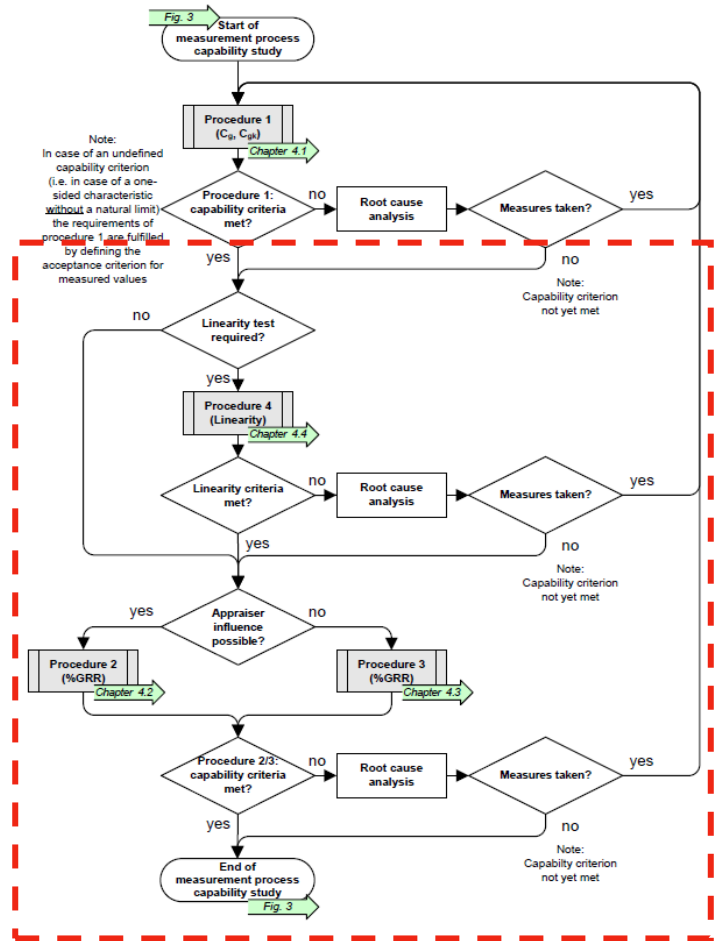 Fig. 3
Start of
measurement process
capability study
Procedure 1
(Cg, Cgk)
Chapter 4.1
Note:
In case of an undefined
capability criterion
(i.e. in case of a one-
sided characteristic
without a natural limit)
the requirements of
procedure 1 are fulfilled
by defining the
acceptance criterion for
measured values
Procedure 1:
capability criteria
met?
no
Root cause
analysis
Measures taken?
yes
yes
no
Note:
Capability criterion
not yet met
no
Linearity test
required?
yes
Procedure 4
(Linearity)
Chapter 4.4
Linearity criteria
met?
no
Root cause
analysis
Measures taken?
yes
yes
no
Note:
Capability criterion
not yet met
yes
Appraiser
influence
possible?
no
Procedure 2
(%GRR)
Chapter 4.2
Procedure 3
(%GRR)
Chapter 4.3
Procedure 2/3:
capability criteria
met?
no
Root cause
analysis
Measures taken?
yes
yes
no
Note:
Capabilty criterion
not yet met
End of
measurement process
capability study
Fig. 3